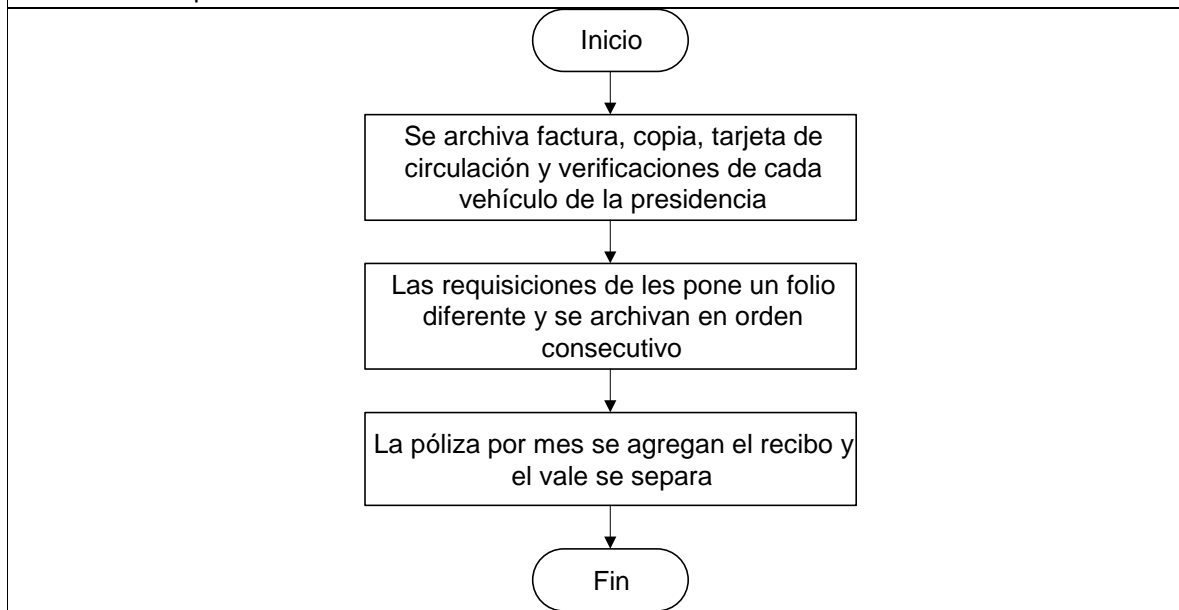 Inicio
Se archiva factura, copia, tarjeta de
circulación y verificaciones de cada
vehículo de la presidencia
Las requisiciones de les pone un folio
diferente y se archivan en orden
consecutivo
La póliza por mes se agregan el recibo y
el vale se separa
Fin